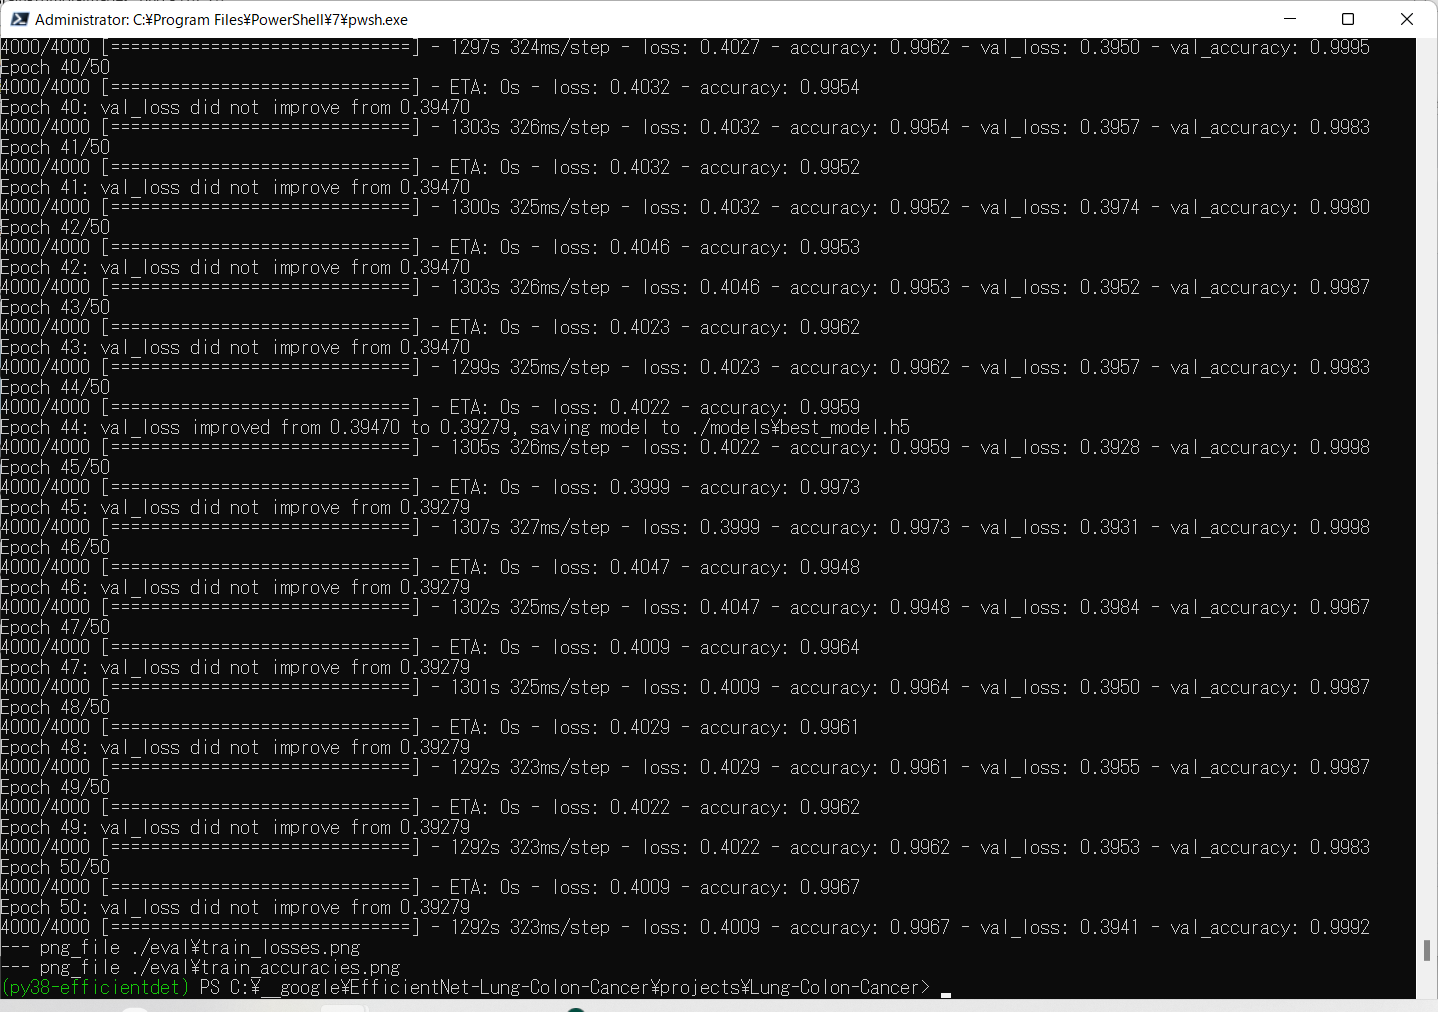 Administrator: C:¥Program Files¥PowerShell¥7¥pwsh.exe
4000/4000 [==============================] - 1297s 324ms/step - loss: 0.4027 - accuracy: 0.9962 - val_loss: 0.3950 - val_accuracy: 0.9995
Epoch 40/50
4000/4000 [==============================] - ETA: 0s - loss: 0.4032 - accuracy: 0.9954
Epoch 40: val_loss did not improve from 0.39470
4000/4000 [==============================] - 1303s 326ms/step - loss: 0.4032 - accuracy: 0.9954 - val_loss: 0.3957 - val_accuracy: 0.9983
Epoch 41/50
4000/4000 [==============================] - ETA: 0s - loss: 0.4032 - accuracy: 0.9952
Epoch 41: val_loss did not improve from 0.39470
4000/4000 [==============================] - 1300s 325ms/step - loss: 0.4032 - accuracy: 0.9952 - val_loss: 0.3974 - val_accuracy: 0.9980
Epoch 42/50
4000/4000 [==============================] - ETA: 0s - loss: 0.4046 - accuracy: 0.9953
Epoch 42: val_loss did not improve from 0.39470
4000/4000 [==============================] - 1303s 326ms/step - loss: 0.4046 - accuracy: 0.9953 - val_loss: 0.3952 - val_accuracy: 0.9987
Epoch 43/50
4000/4000 [==============================] - ETA: 0s - loss: 0.4023 - accuracy: 0.9962
Epoch 43: val_loss did not improve from 0.39470
4000/4000 [==============================] - 1299s 325ms/step - loss: 0.4023 - accuracy: 0.9962 - val_loss: 0.3957 - val_accuracy: 0.9983
Epoch 44/50
4000/4000 [==============================] - ETA: 0s - loss: 0.4022 - accuracy: 0.9959
Epoch 44: val_loss improved from 0.39470 to 0.39279, saving model to ./models¥best_model.h5
4000/4000 [==============================] - 1305s 326ms/step - loss: 0.4022 - accuracy: 0.9959 - val_loss: 0.3928 - val_accuracy: 0.9998
Epoch 45/50
4000/4000 [==============================] - ETA: 0s - loss: 0.3999 - accuracy: 0.9973
Epoch 45: val_loss did not improve from 0.39279
4000/4000 [==============================] - 1307s 327ms/step - loss: 0.3999 - accuracy: 0.9973 - val_loss: 0.3931 - val_accuracy: 0.9998
Epoch 46/50
4000/4000 [==============================] - ETA: 0s - loss: 0.4047 - accuracy: 0.9948
Epoch 46: val_loss did not improve from 0.39279
4000/4000 [==============================] - 1302s 325ms/step - loss: 0.4047 - accuracy: 0.9948 - val_loss: 0.3984 - val_accuracy: 0.9967
Epoch 47/50
4000/4000 [==============================] - ETA: 0s - loss: 0.4009 - accuracy: 0.9964
Epoch 47: val_loss did not improve from 0.39279
4000/4000 [==============================] - 1301s 325ms/step - loss: 0.4009 - accuracy: 0.9964 - val_loss: 0.3950 - val_accuracy: 0.9987
Epoch 48/50
4000/4000 [==============================] - ETA: 0s - loss: 0.4029 - accuracy: 0.9961
Epoch 48: val_loss did not improve from 0.39279
4000/4000 [==============================] - 1292s 323ms/step - loss: 0.4029 - accuracy: 0.9961 - val_loss: 0.3955 - val_accuracy: 0.9987
Epoch 49/50
4000/4000 [==============================] - ETA: 0s - loss: 0.4022 - accuracy: 0.9962
Epoch 49: val_loss did not improve from 0.39279
4000/4000 [==============================] - 1292s 323ms/step - loss: 0.4022 - accuracy: 0.9962 - val_loss: 0.3953 - val_accuracy: 0.9983
Epoch 50/50
4000/4000 [==============================] - ETA: 0s - loss: 0.4009 - accuracy: 0.9967
Epoch 50: val_loss did not improve from 0.39279
4000/4000 [==============================] - 1292s 323ms/step - loss: 0.4009 - accuracy: 0.9967 - val_loss: 0.3941 - val_accuracy: 0.9992
--- png_file ./eval¥train_losses.png
--- png_file ./eval¥train_accuracies.png
(py38-efficientdet) PS C:¥__google¥EfficientNet-Lung-Colon-Cancer¥projects¥Lung-Colon-Cancer>